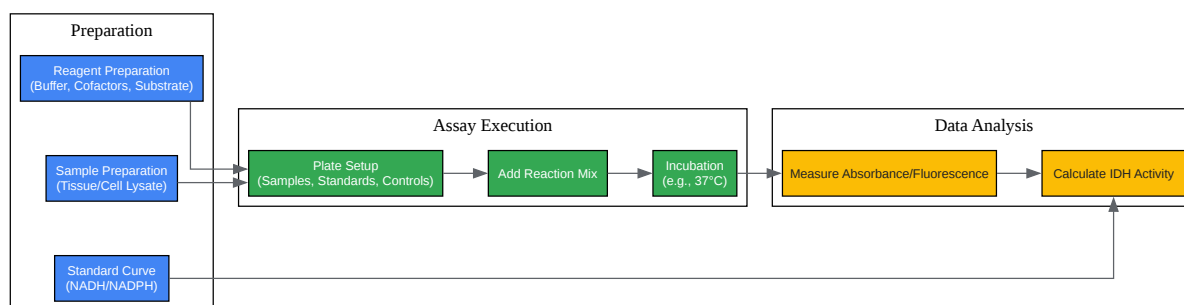 Preparation
Reagent Preparation
(Buffer, Cofactors, Substrate)
Sample Preparation
(Tissue/Cell Lysate)
Standard Curve
(NADH/NADPH)
Assay Execution
Plate Setup
(Samples, Standards, Controls)
Add Reaction Mix
Incubation
(e.g., 37°C)
Data Analysis
Measure Absorbance/Fluorescence
Calculate IDH Activity